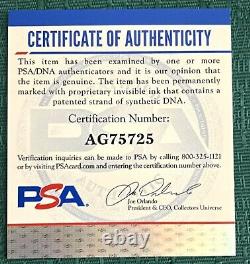 CERTIFICATE OF AUTHENTICITY
This item has been examined by one or more
PSA/DNA authenticators and it is our opinion that
the item is genuine. The item has been permanently
marked with proprietary invisible ink that contains
a patented strand of synthetic DNA.
Certification Number:
AG75725
Verification inquiries can be made to PSA by calling 800-325-1121
or by visiting PSAcard.com and entering the certification number.
PSA
Joe Orlando
President & CEO, Collectors Universe